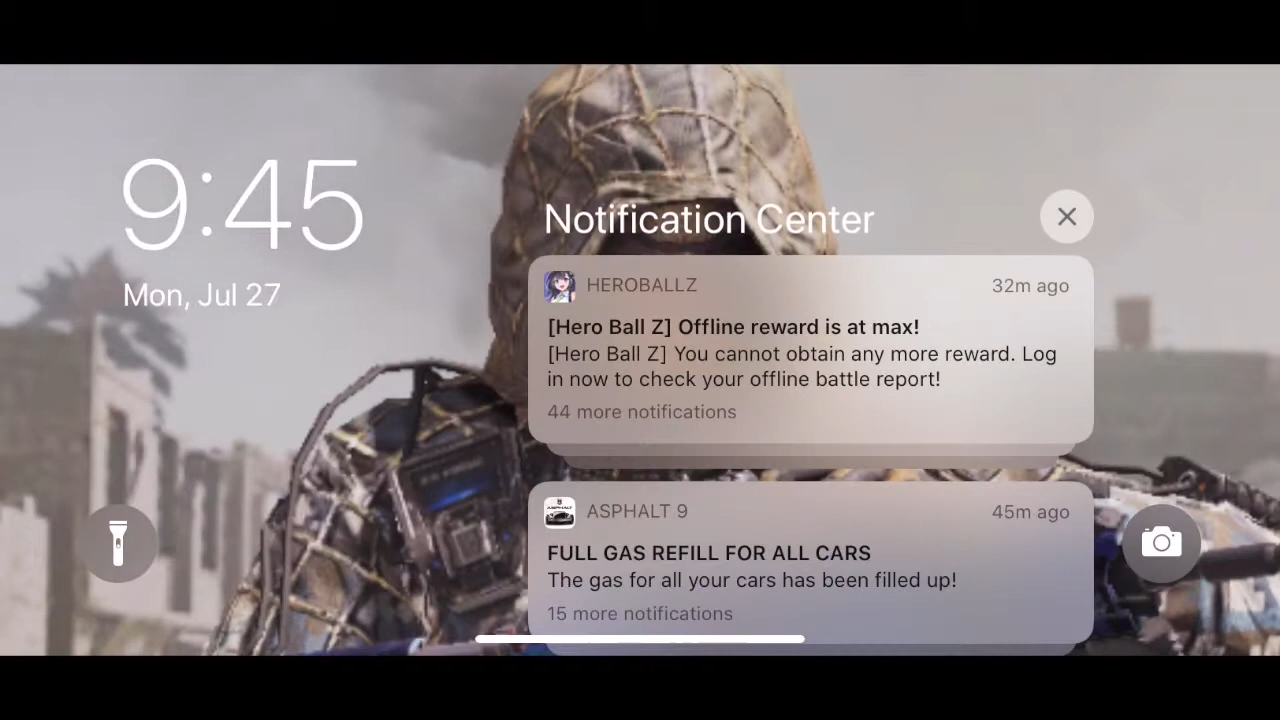 9:45
Mon, Jul 27
Notification Center
HEROBALLZ
32m ago
[Hero Ball Z] Offline reward is at max!
[Hero Ball Z] You cannot obtain any more reward. Log
in now to check your offline battle report!
44 more notifications
ASPHALT 9
45m ago
FULL GAS REFILL FOR ALL CARS
The gas for all your cars has been filled up!
15 more notifications